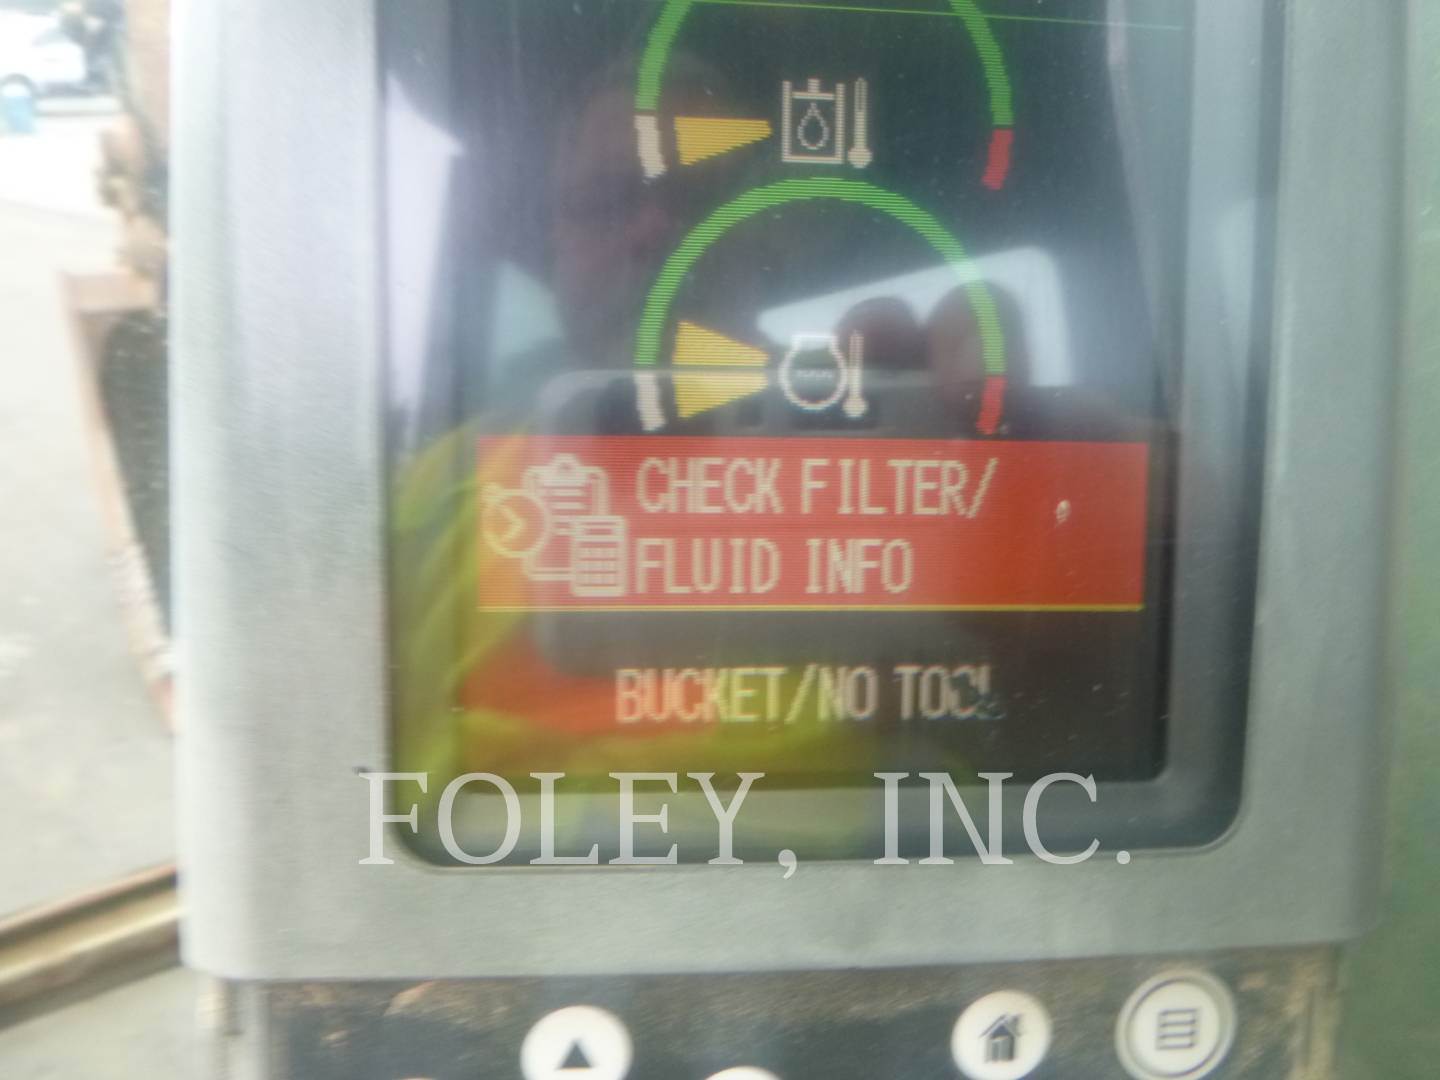 CHECK FILTER/
FLUID INFO
BUCKET/NO TOOL
FOLEY, INC.